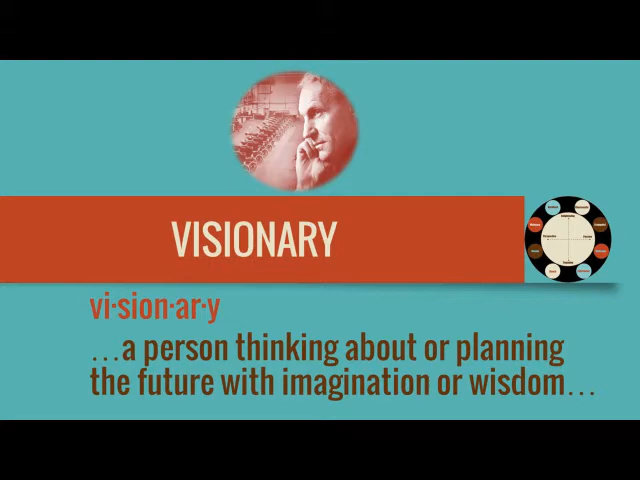 VISIONARY
vi·sion·ar·y
...a person thinking about or planning
the future with imagination or wisdom...